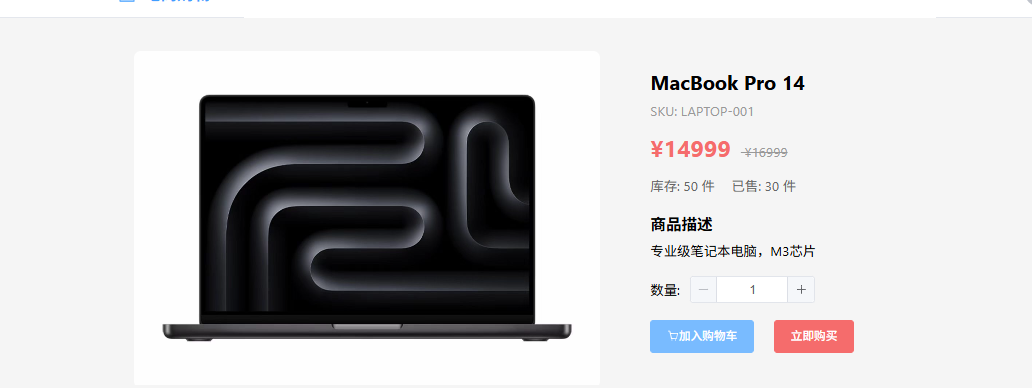 MacBook Pro 14
SKU: LAPTOP-001
¥14999 ¥16999
库存: 50 件 已售: 30 件
商品描述
专业级笔记本电脑，M3芯片
数量: － 1 +
加入购物车 立即购买